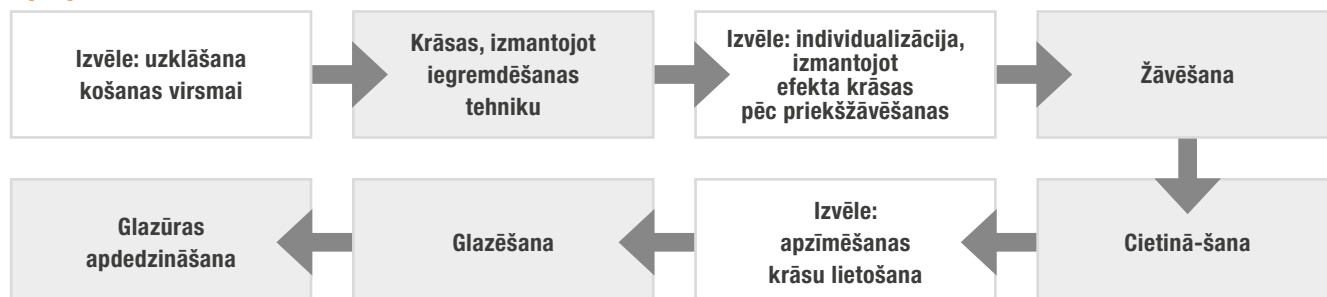 Izvēle: uzklāšana
košanas virsmai
Krāsas, izmantojot
iegremdēšanas
tehniku
Izvēle: individualizācija,
izmantojot
efekta krāsas
pēc priekšžāvēšanas
Žāvēšana
Cietinā-šana
Izvēle:
apzīmēšanas
krāsu lietošana
Glazēšana
Glazūras
apdedzināšana